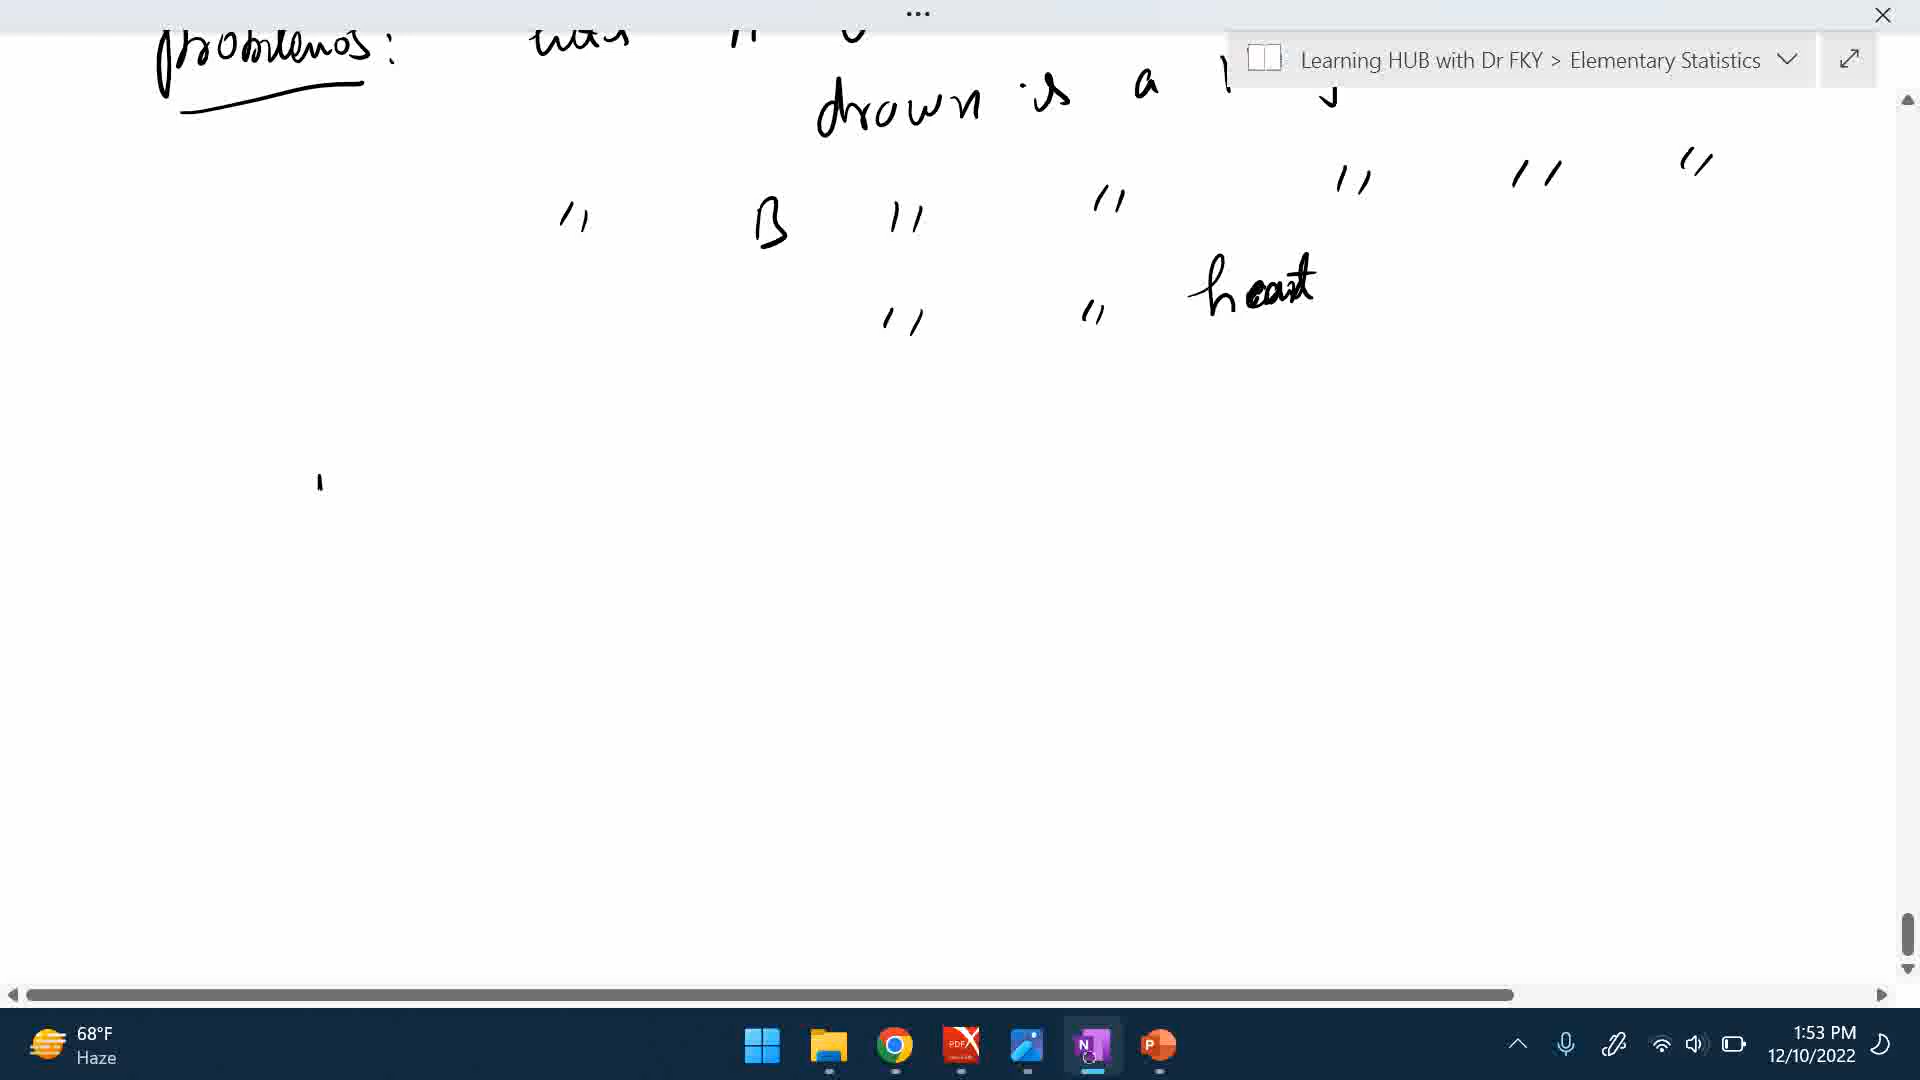 Learning HUB with Dr FKY > Elementary Statistics
problems:
drawn is a
" B " " " " "
" " heart
68°F
Haze
1:53 PM
12/10/2022